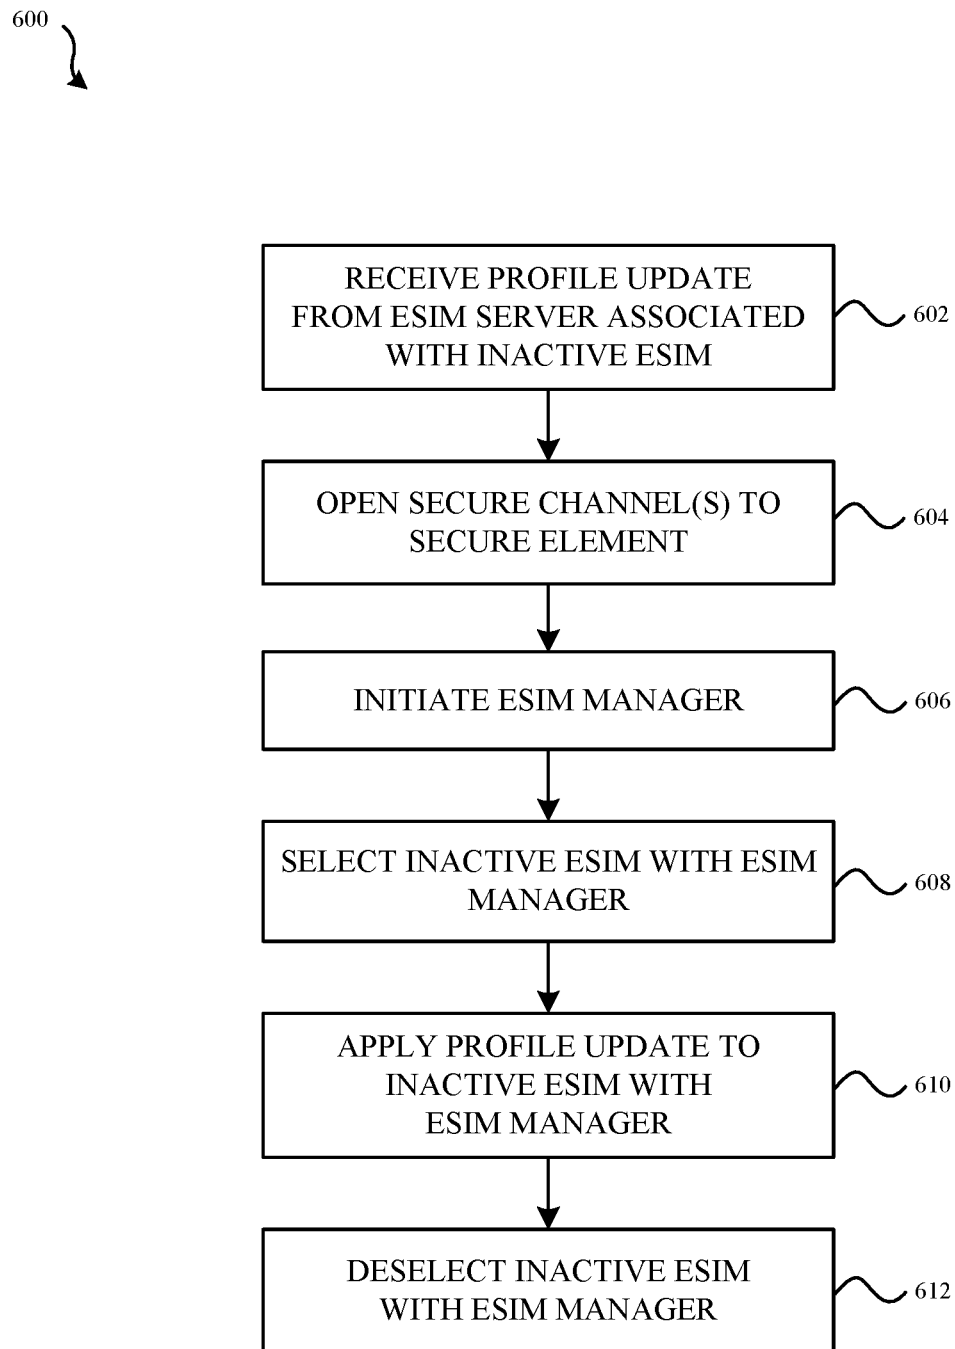 600
RECEIVE PROFILE UPDATE
FROM ESIM SERVER ASSOCIATED
WITH INACTIVE ESIM
602
OPEN SECURE CHANNEL(S) TO
SECURE ELEMENT
604
INITIATE ESIM MANAGER
606
SELECT INACTIVE ESIM WITH ESIM
MANAGER
608
APPLY PROFILE UPDATE TO
INACTIVE ESIM WITH
ESIM MANAGER
610
DESELECT INACTIVE ESIM
WITH ESIM MANAGER
612